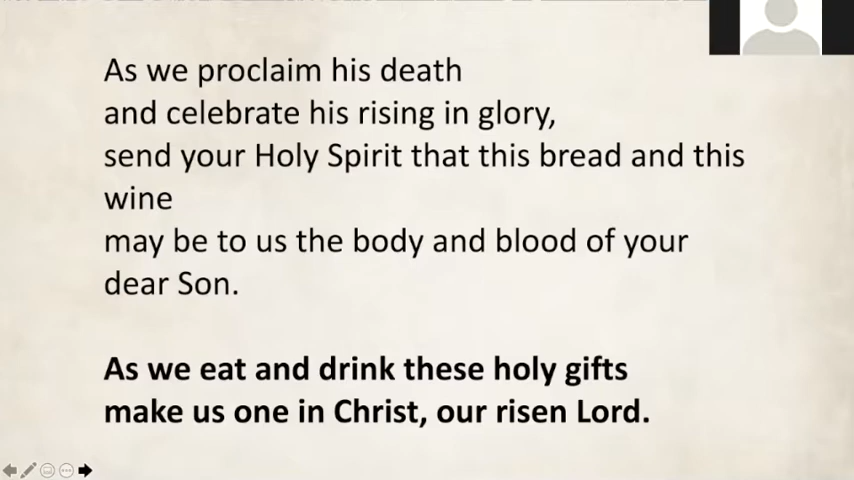 As we proclaim his death
and celebrate his rising in glory,
send your Holy Spirit that this bread and this
wine
may be to us the body and blood of your
dear Son.
As we eat and drink these holy gifts
make us one in Christ, our risen Lord.